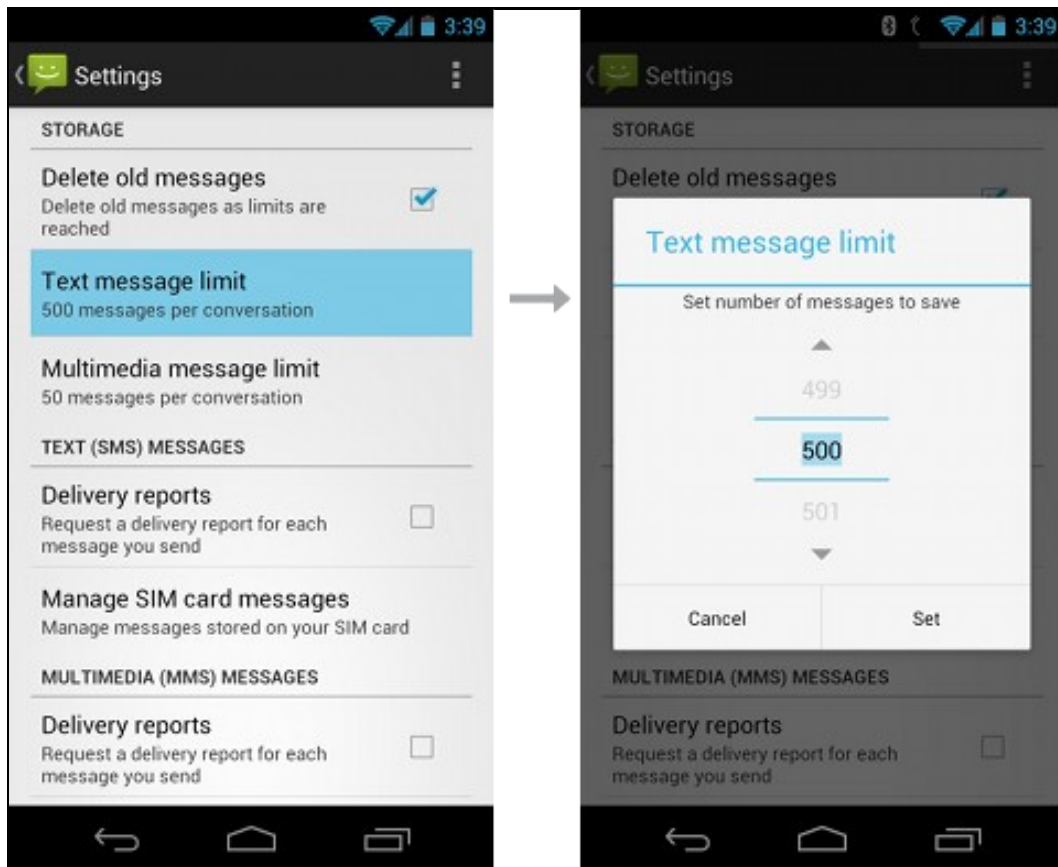 3:39
Settings
STORAGE
Delete old messages
Delete old messages as limits are
reached
Text message limit
500 messages per conversation
Multimedia message limit
50 messages per conversation
TEXT (SMS) MESSAGES
Delivery reports
Request a delivery report for each
message you send
Manage SIM card messages
Manage messages stored on your SIM card
MULTIMEDIA (MMS) MESSAGES
Delivery reports
Request a delivery report for each
message you send
3:39
Settings
STORAGE
Delete old messages
Text message limit
Set number of messages to save
499
500
501
Cancel
Set
MULTIMEDIA (MMS) MESSAGES
Delivery reports
Request a delivery report for each
message you send